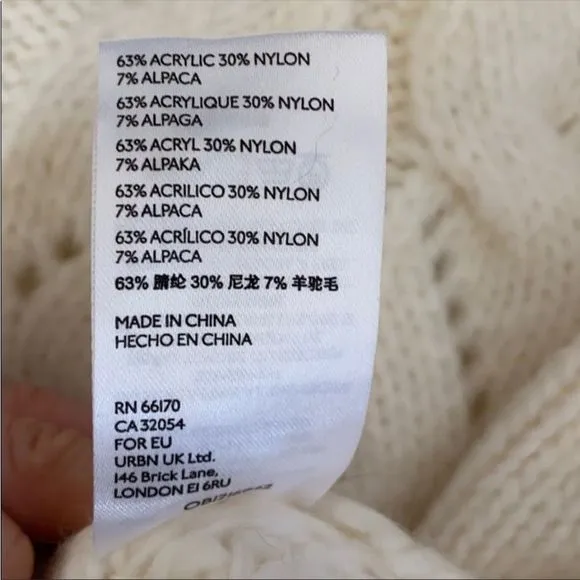 63% ACRYLIC 30% NYLON
7% ALPACA
63% ACRYLIQUE 30% NYLON
7% ALPAGA
63% ACRYL 30% NYLON
7% ALPAKA
63% ACRILICO 30% NYLON
7% ALPACA
63% ACRÍLICO 30% NYLON
7% ALPACA
63% 腈纶 30% 尼龙 7% 羊驼毛
MADE IN CHINA
HECHO EN CHINA
RN 66170
CA 32054
FOR EU
URBN UK Ltd.
146 Brick Lane,
LONDON E1 6RU